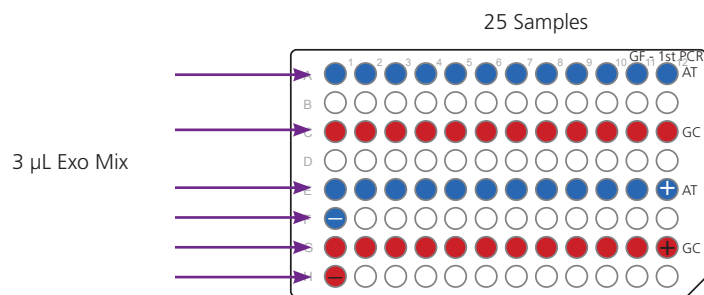 25 Samples
GF - 1st PCR
1 2 3 4 5 6 7 8 9 10 11 12
A AT
B
C GC
D
3 µL Exo Mix
E + AT
F –
G + GC
H –